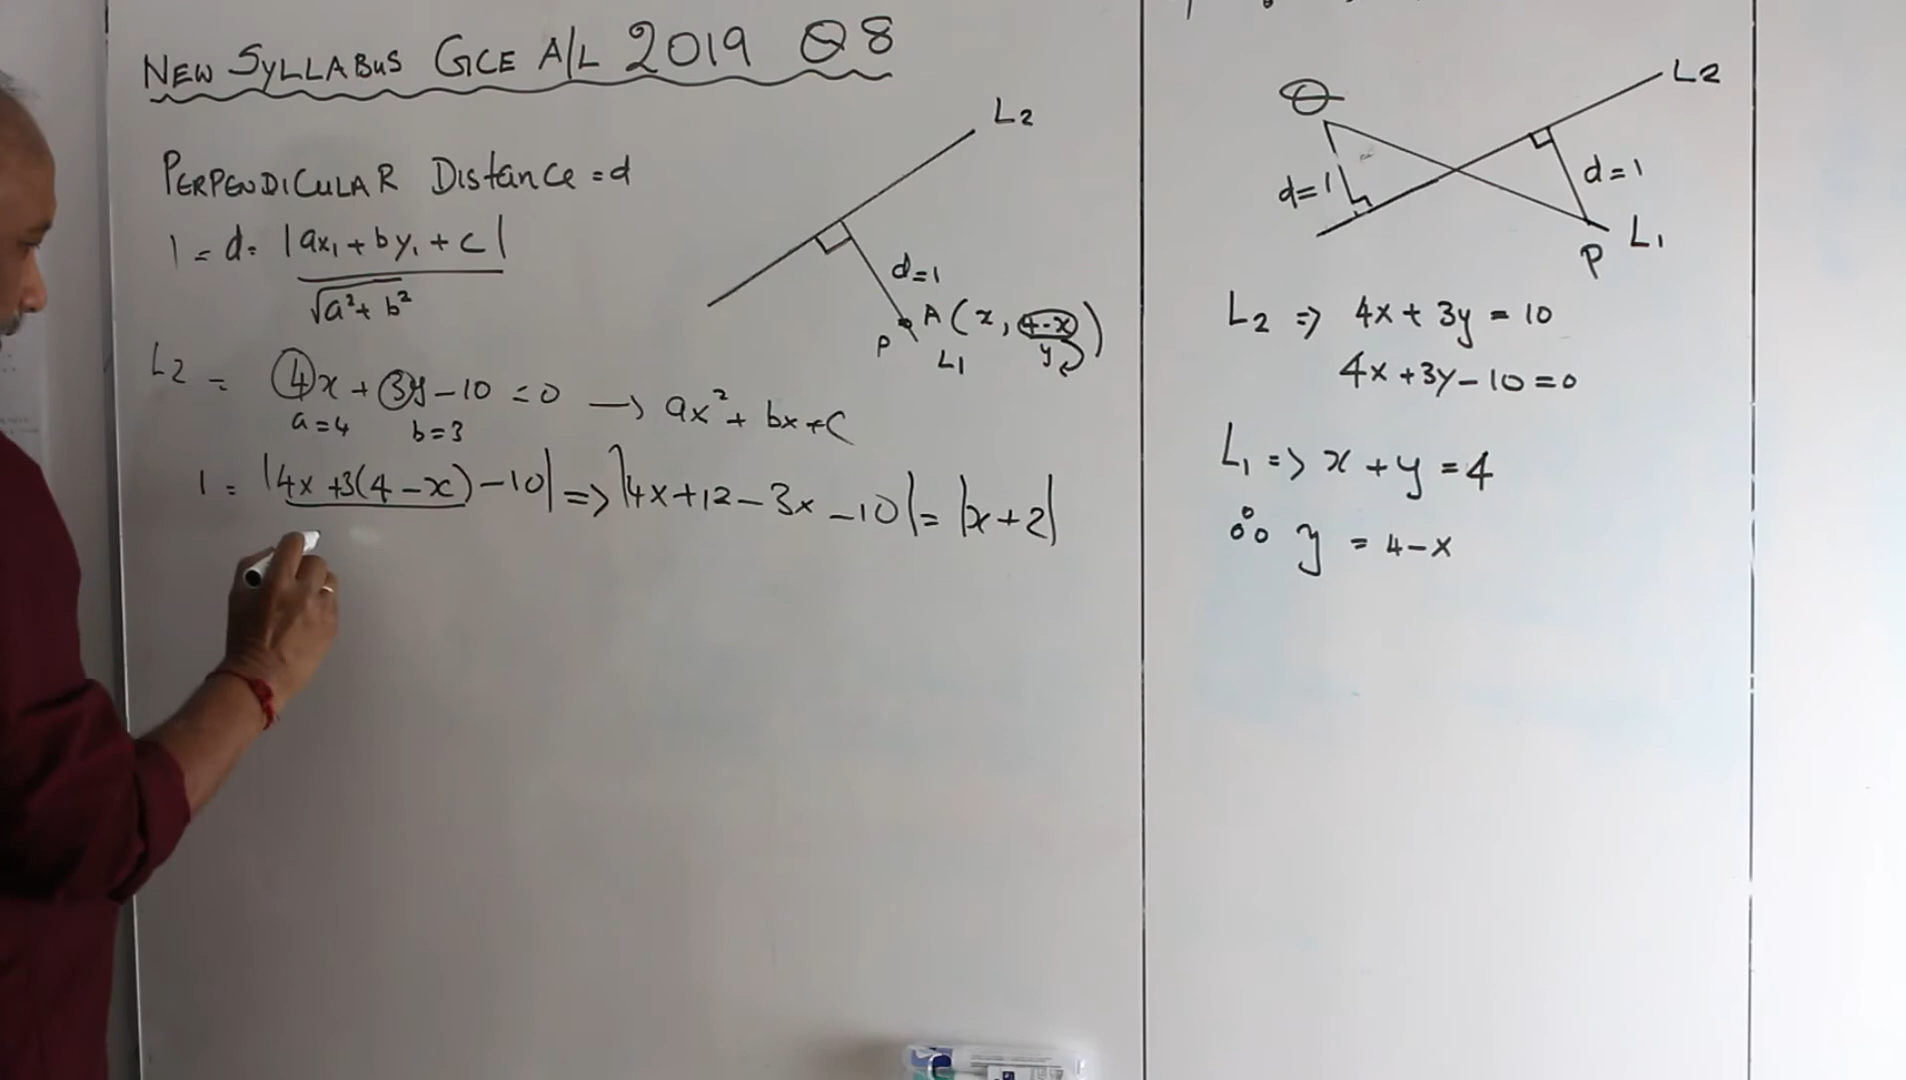 NEW SYLLABUS GCE A/L 2019 Q8
PERPENDICULAR Distance = d
1 = d = |ax₁ + by₁ + c|
√a² + b²
L2 = 4x + 3y - 10 = 0 → ax² + bx + C
a = 4 b = 3
1 = |4x + 3(4 - x) - 10| => |4x + 12 - 3x - 10| = |x + 2|
L2
d = 1
A (x, 4-x)
y
P
L1
Q
L2
d = 1
d = 1
L1
P
L2 => 4x + 3y = 10
4x + 3y - 10 = 0
L1 => x + y = 4
∴ y = 4 - x